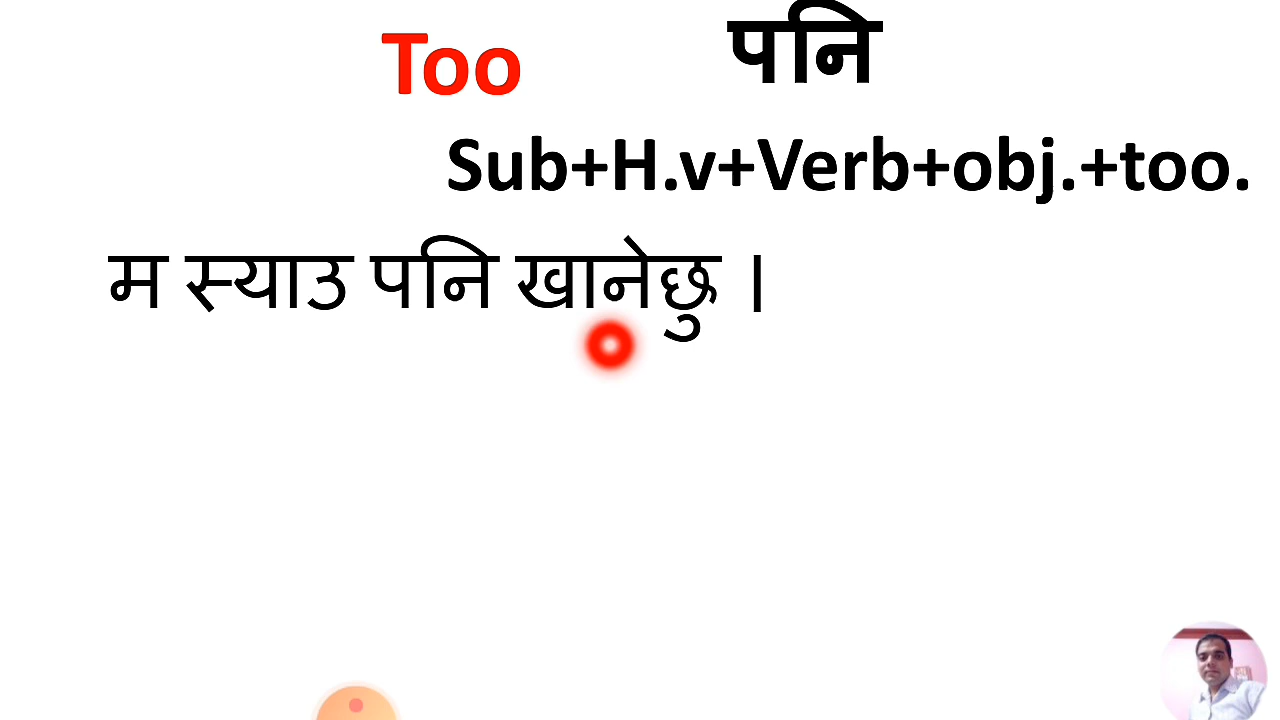 Too पनि
Sub+H.v+Verb+obj.+too.
म स्याउ पनि खानेछु ।